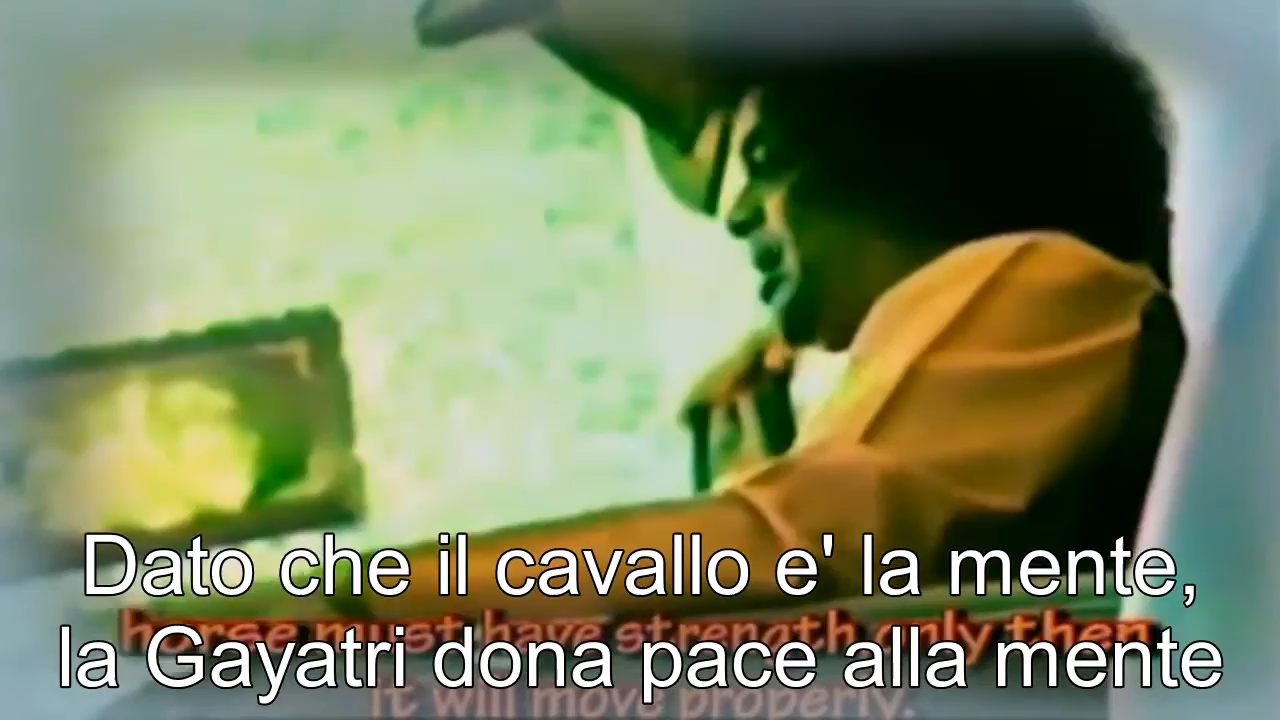 Dato che il cavallo e' la mente,
horse must have strength only then
la Gayatri dona pace alla mente
it will move properly.